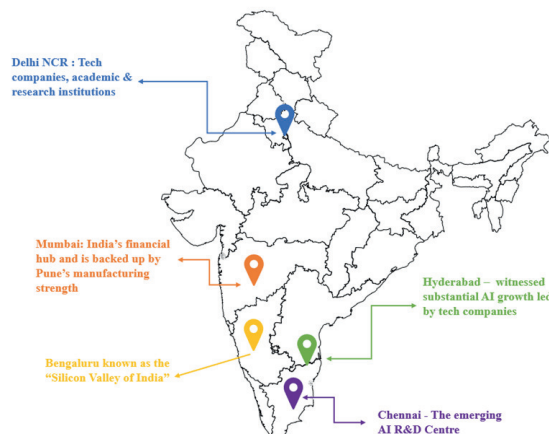 Delhi NCR : Tech
companies, academic &
research institutions
Mumbai: India's financial
hub and is backed up by
Pune's manufacturing
strength
Hyderabad – witnessed
substantial AI growth led
by tech companies
Bengaluru known as the
“Silicon Valley of India”
Chennai - The emerging
AI R&D Centre